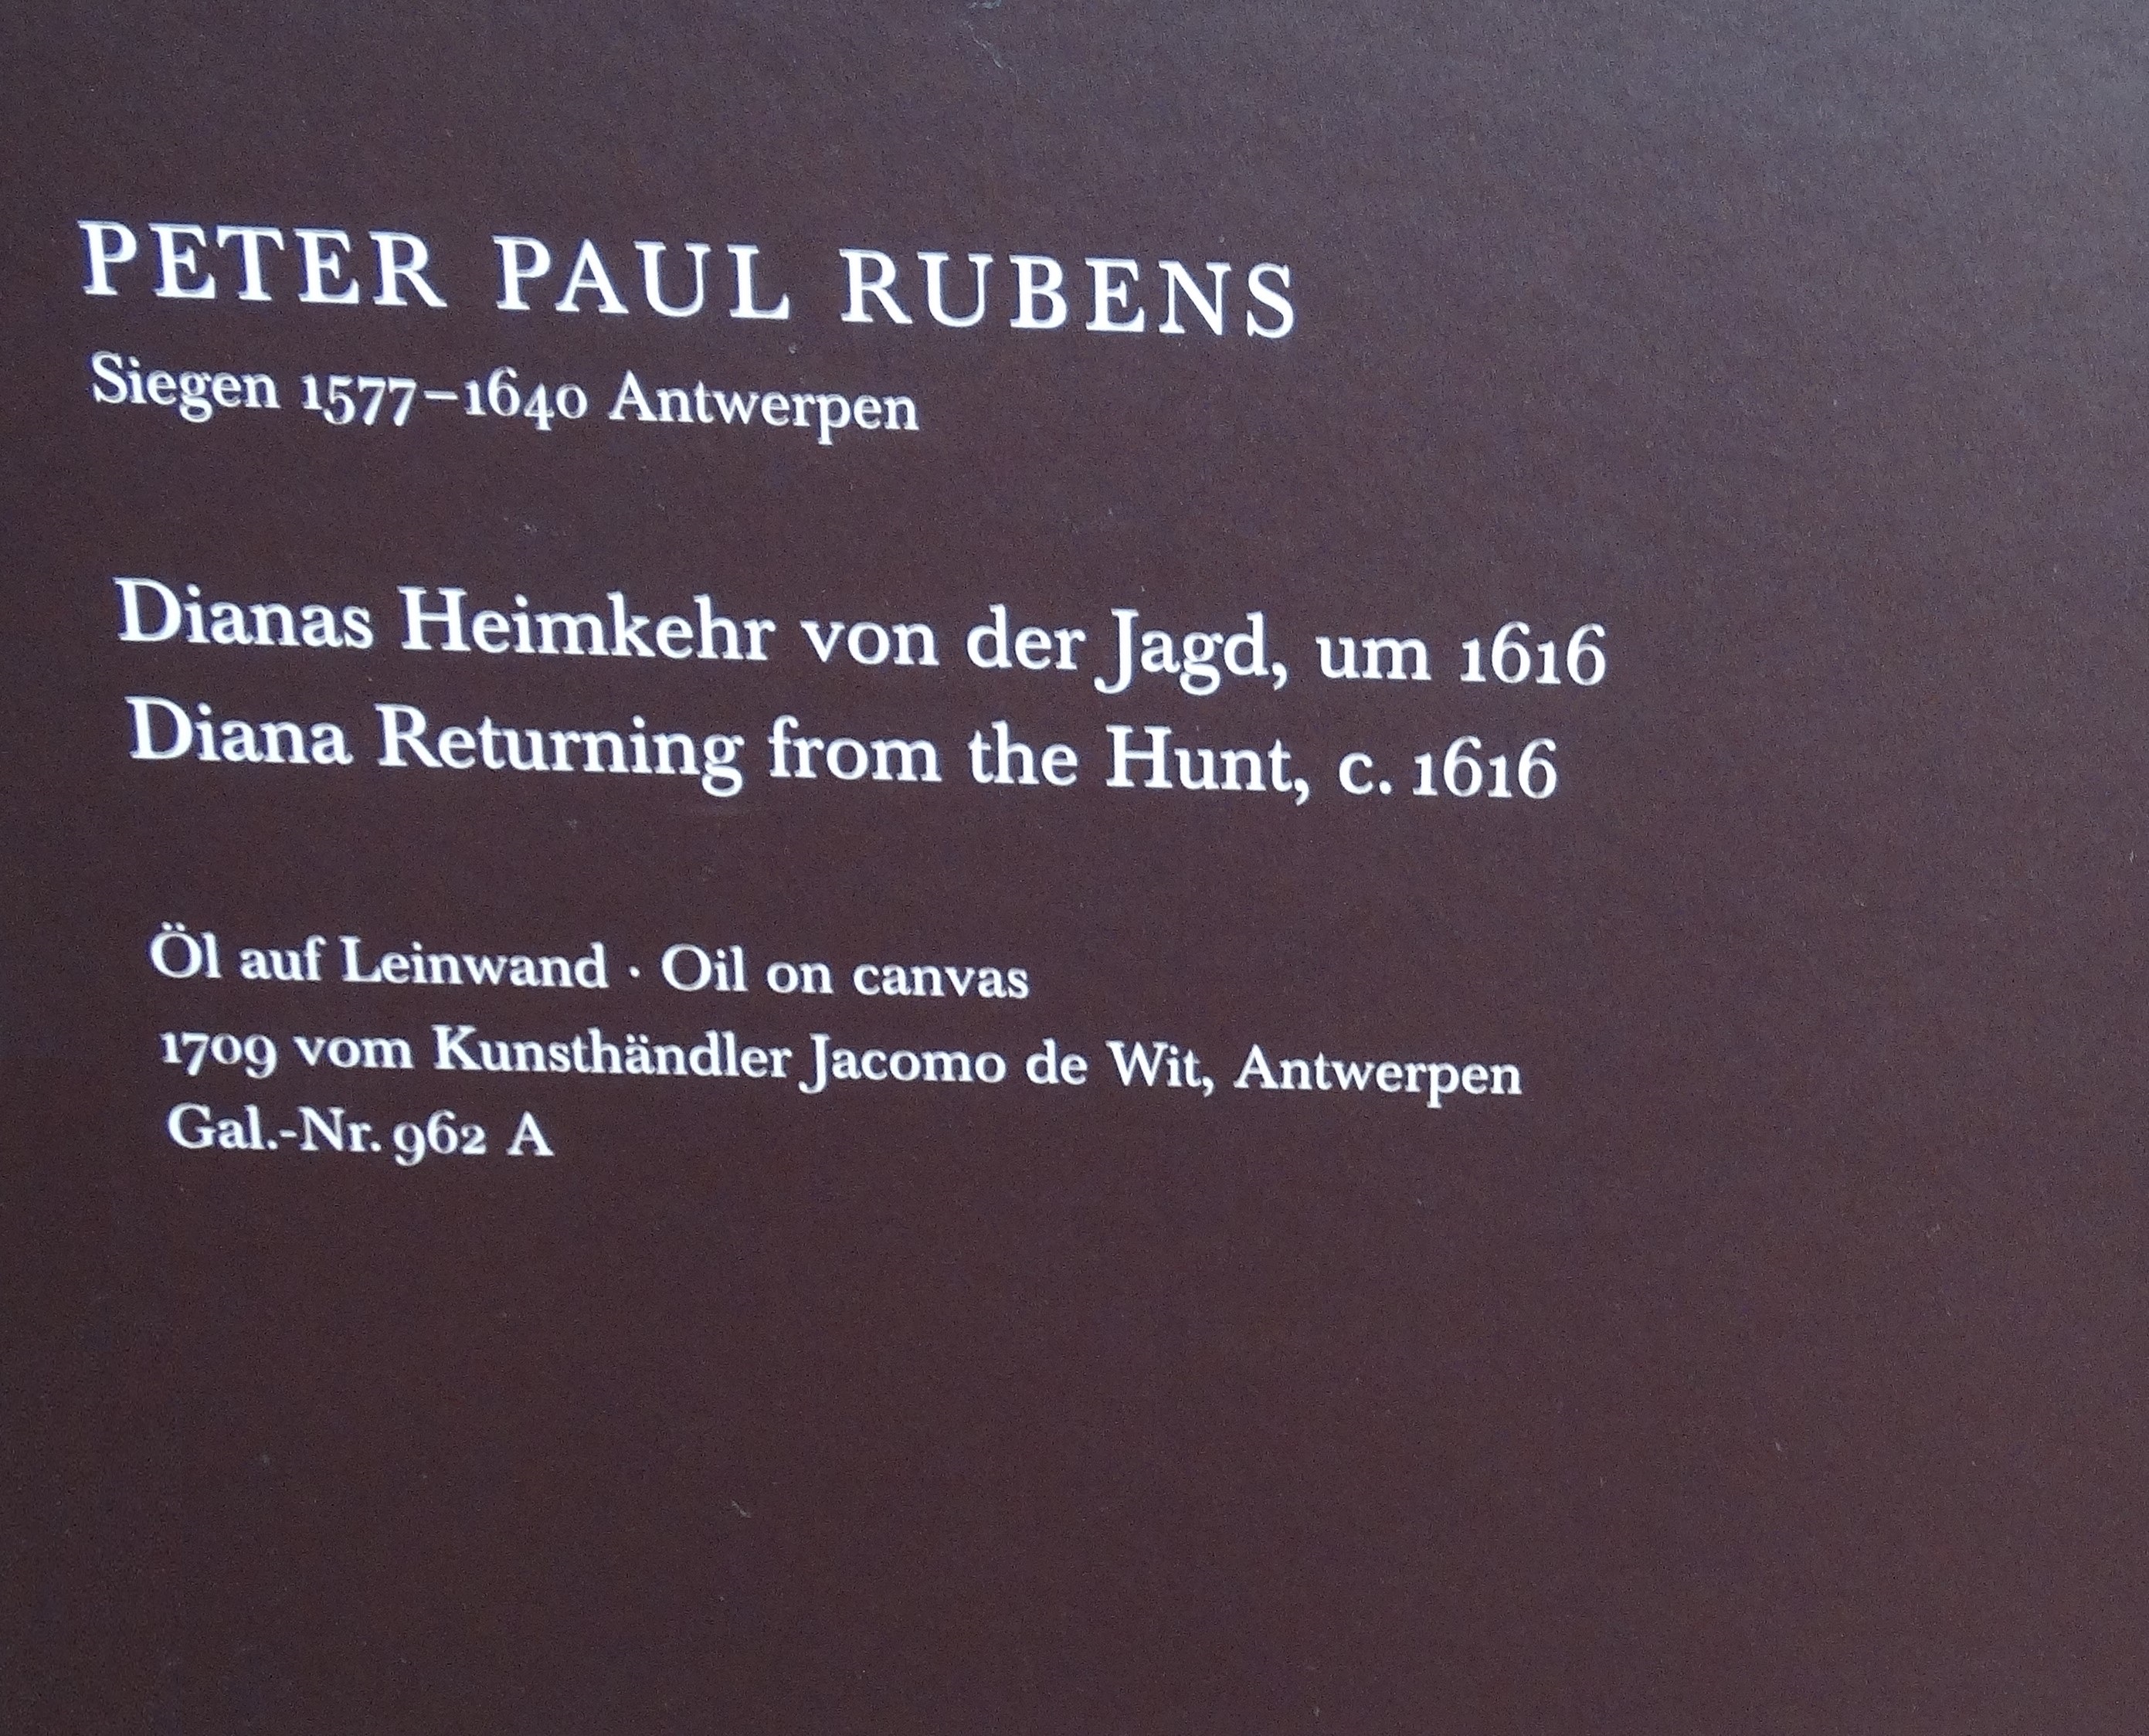 PETER PAUL RUBENS
Siegen 1577–1640 Antwerpen
Dianas Heimkehr von der Jagd, um 1616
Diana Returning from the Hunt, c. 1616
Öl auf Leinwand · Oil on canvas
1709 vom Kunsthändler Jacomo de Wit, Antwerpen
Gal.-Nr. 962 A